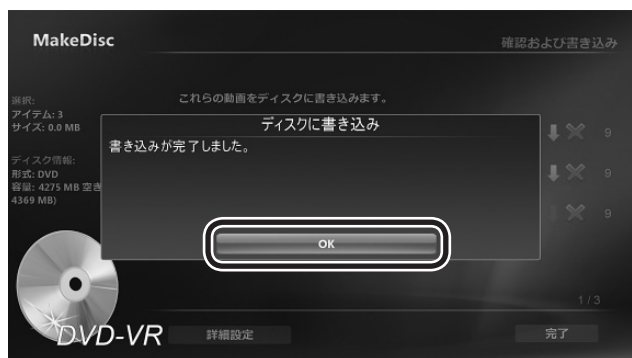 MakeDisc
確認および書き込み
選択:
アイテム: 3
サイズ: 0.0 MB
これらの動画をディスクに書き込みます。
ディスクに書き込み
書き込みが完了しました。
9
ディスク情報:
形式: DVD
容量: 4275 MB 空き
4369 MB)
9
9
OK
1 / 3
DVD-VR
詳細設定
完了